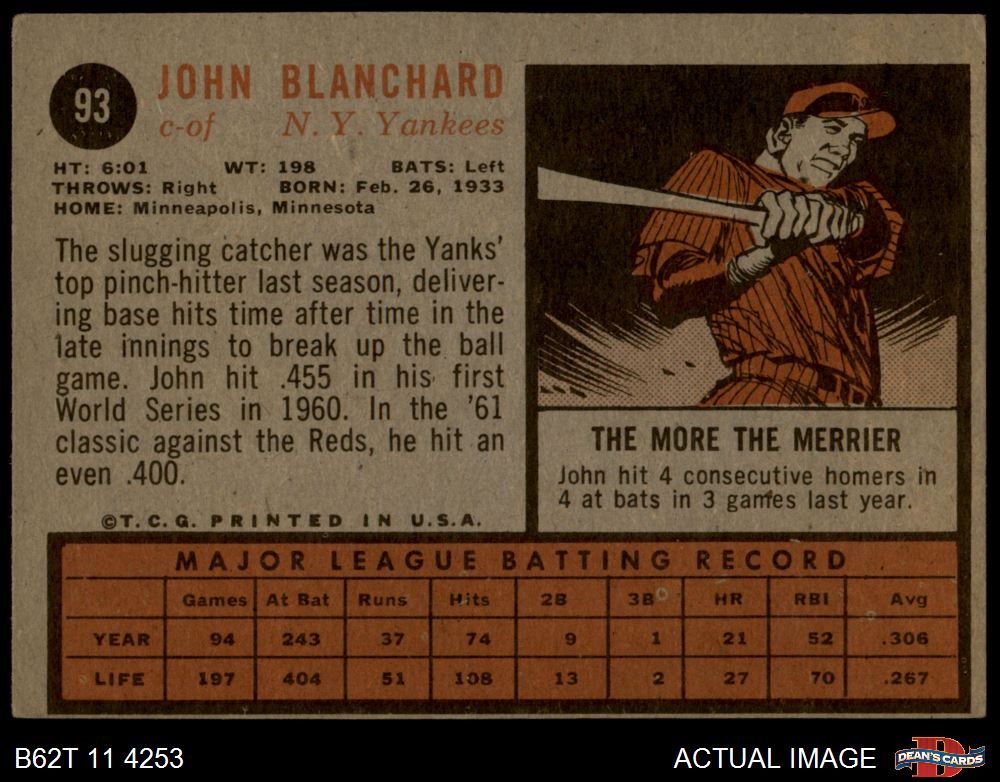 93
JOHN BLANCHARD
c-of N. Y. Yankees
HT: 6:01 WT: 198 BATS: Left
THROWS: Right BORN: Feb. 26, 1933
HOME: Minneapolis, Minnesota
The slugging catcher was the Yanks'
top pinch-hitter last season, deliver-
ing base hits time after time in the
late innings to break up the ball
game. John hit .455 in his first
World Series in 1960. In the '61
classic against the Reds, he hit an
even .400.
©T. C. G. PRINTED IN U.S.A.
THE MORE THE MERRIER
John hit 4 consecutive homers in
4 at bats in 3 games last year.
MAJOR LEAGUE BATTING RECORD
Games At Bat Runs Hits 2B 3B HR RBI Avg
YEAR 94 243 37 74 9 1 21 52 .306
LIFE 197 404 51 108 13 2 27 70 .267
B62T 11 4253
ACTUAL IMAGE
D
DEAN'S CARDS